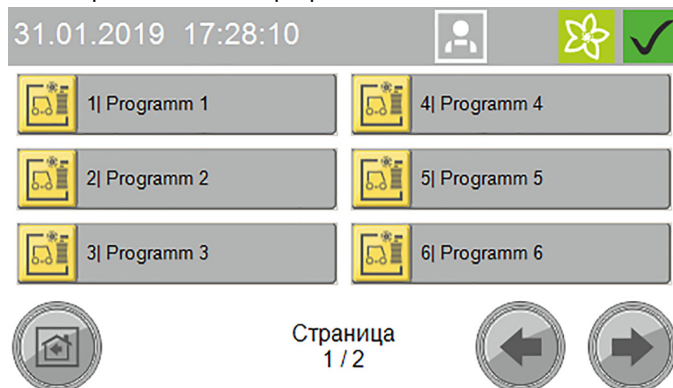 31.01.2019 17:28:10
1| Programm 1
2| Programm 2
3| Programm 3
4| Programm 4
5| Programm 5
6| Programm 6
Страница
1 / 2